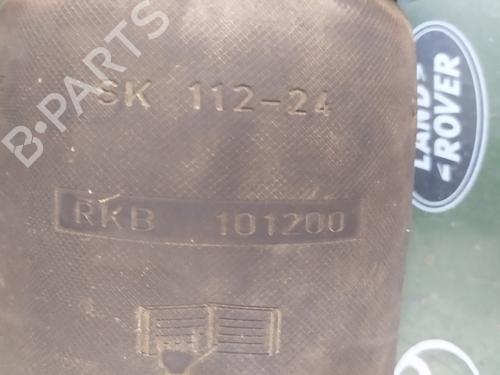 B-PARTS
SK 112-24
LAND
ROVER
RKB 101200